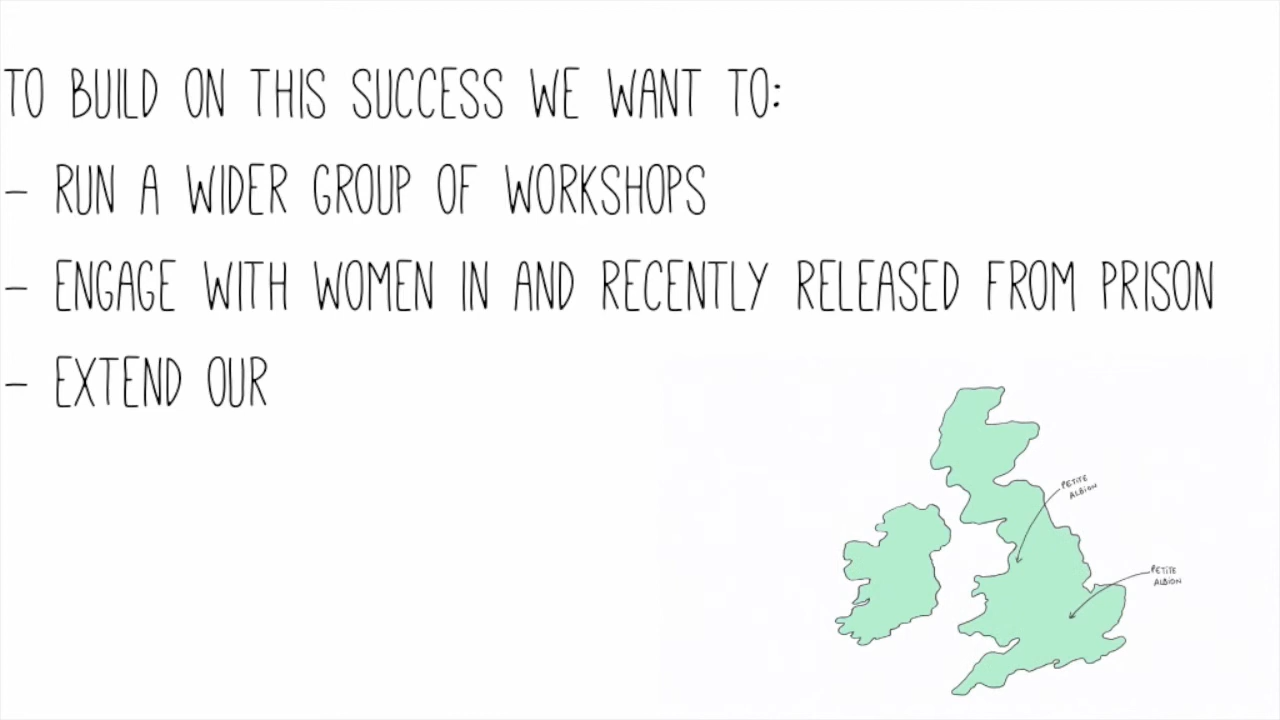 TO BUILD ON THIS SUCCESS WE WANT TO:
- RUN A WIDER GROUP OF WORKSHOPS
- ENGAGE WITH WOMEN IN AND RECENTLY RELEASED FROM PRISON
- EXTEND OUR
PETITE
ALBION
PETITE
ALBION